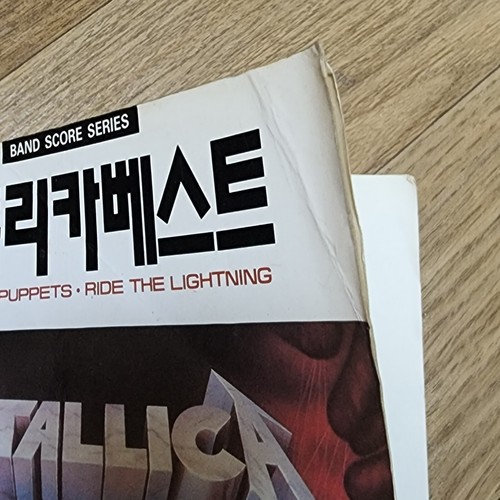 BAND SCORE SERIES
리카베스트
PUPPETS · RIDE THE LIGHTNING
TALLICA